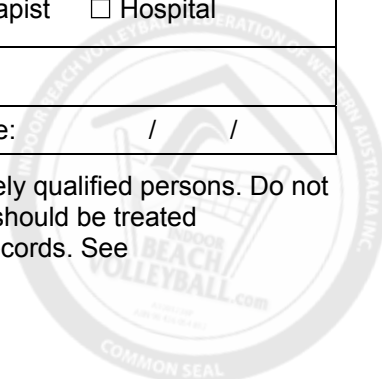 apist ☐ Hospital
e: / /
ely qualified persons. Do not
should be treated
cords. See
INDOOR BEACH VOLLEYBALL FEDERATION OF WESTERN AUSTRALIA INC.
INDOOR
BEACH
VOLLEYBALL.com
COMMON SEAL